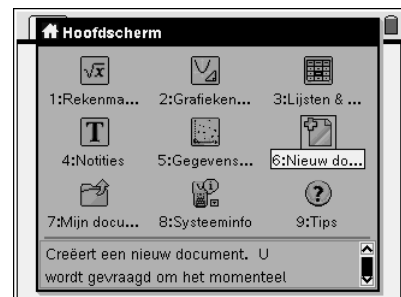 Hoofdscherm
1:Rekenma... 2:Grafieken... 3:Lijsten & ...
4:Notities 5:Gegevens... 6:Nieuw do...
7:Mijn docu... 8:Systeeminfo 9:Tips
Creëert een nieuw document. U
wordt gevraagd om het momenteel